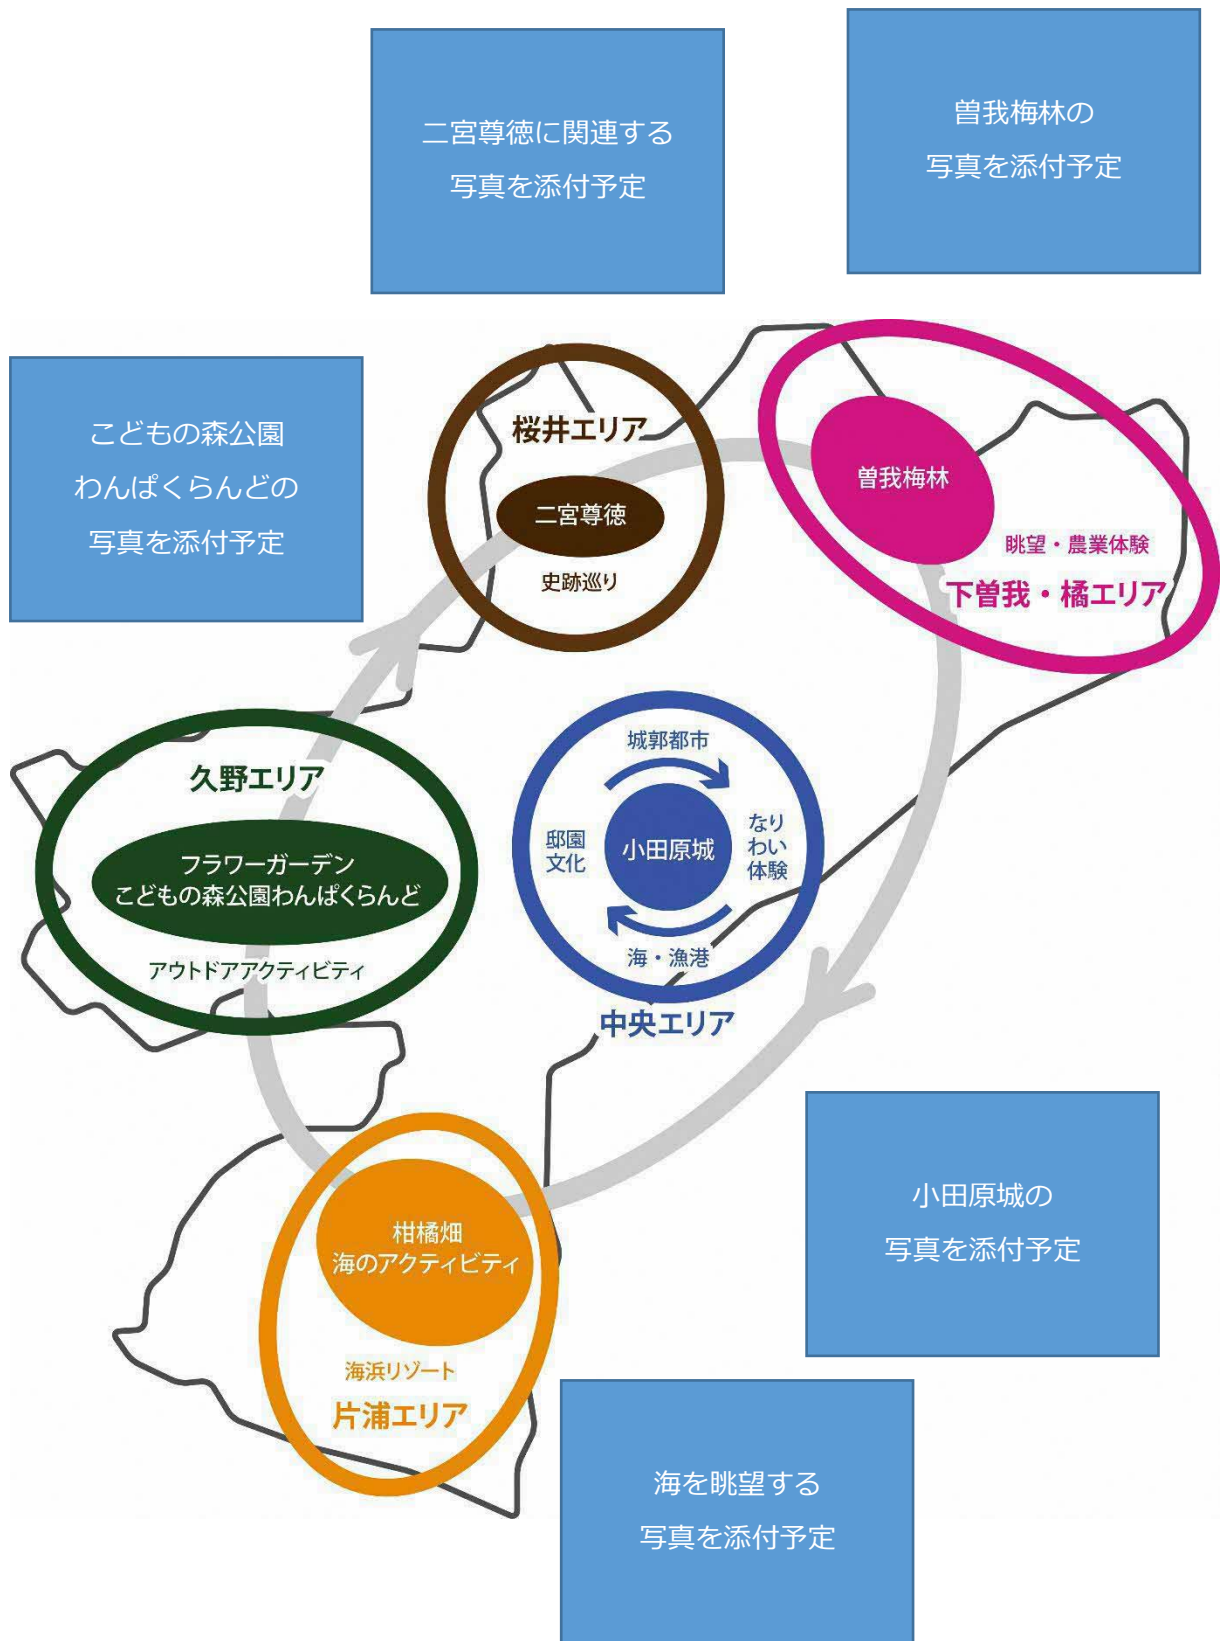 二宮尊徳に関連する
写真を添付予定
曽我梅林の
写真を添付予定
こどもの森公園
わんぱくらんどの
写真を添付予定
桜井エリア
二宮尊徳
史跡巡り
曽我梅林
眺望・農業体験
下曽我・橘エリア
久野エリア
フラワーガーデン
こどもの森公園わんぱくらんど
アウトドアアクティビティ
城郭都市
邸園
文化
小田原城
なり
わい
体験
海・漁港
中央エリア
柑橘畑
海のアクティビティ
海浜リゾート
片浦エリア
小田原城の
写真を添付予定
海を眺望する
写真を添付予定